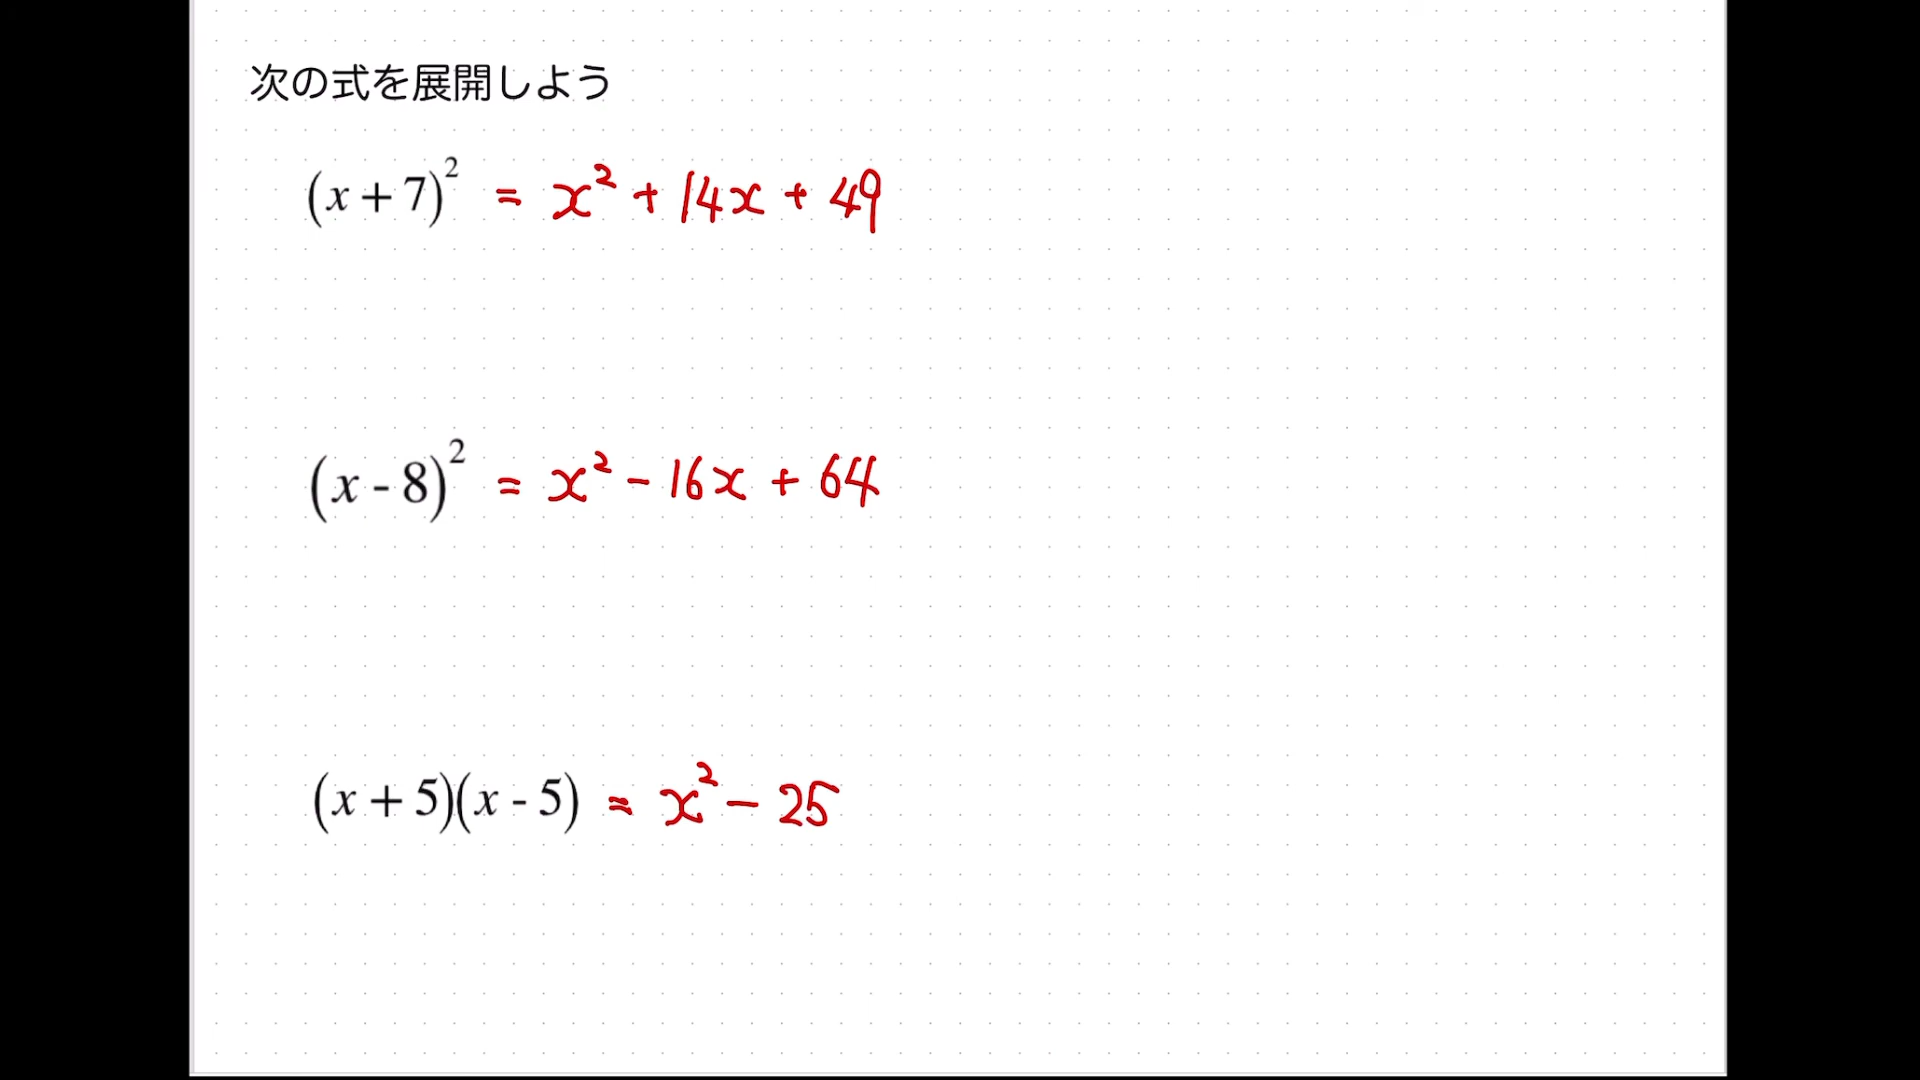 次の式を展開しよう
(x + 7)² = x² + 14x + 49
(x - 8)² = x² - 16x + 64
(x + 5)(x - 5) = x² - 25